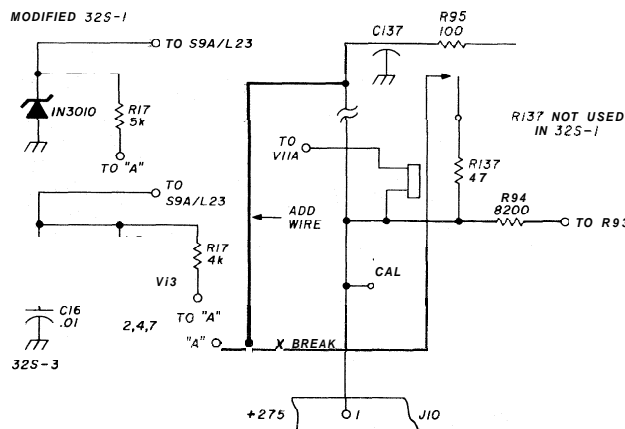 MODIFIED 32S-1
TO S9A/L23
1N3010
R17
5k
TO "A"
TO
S9A/L23
R17
4k
Vi3
C16
.01
2,4,7
TO "A"
"A"
32S-3
X BREAK
ADD
WIRE
TO
V11A
C137
R95
100
R137 NOT USED
IN 32S-1
R137
47
R94
8200
TO R93
CAL
+275
1
J10